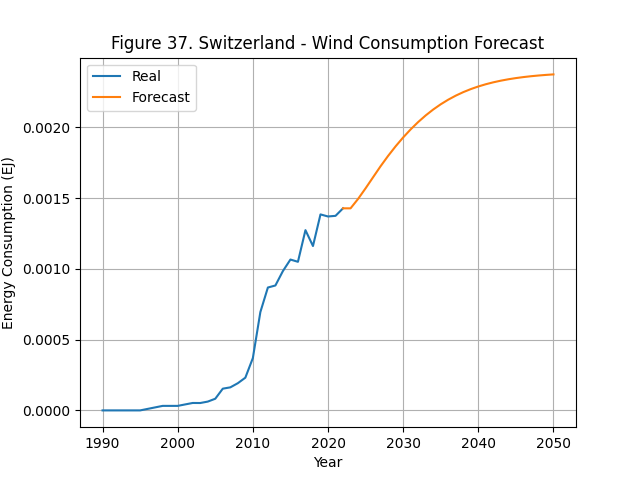 Figure 37. Switzerland - Wind Consumption Forecast
Real
Forecast
Energy Consumption (EJ)
0.0020
0.0015
0.0010
0.0005
0.0000
1990 2000 2010 2020 2030 2040 2050
Year